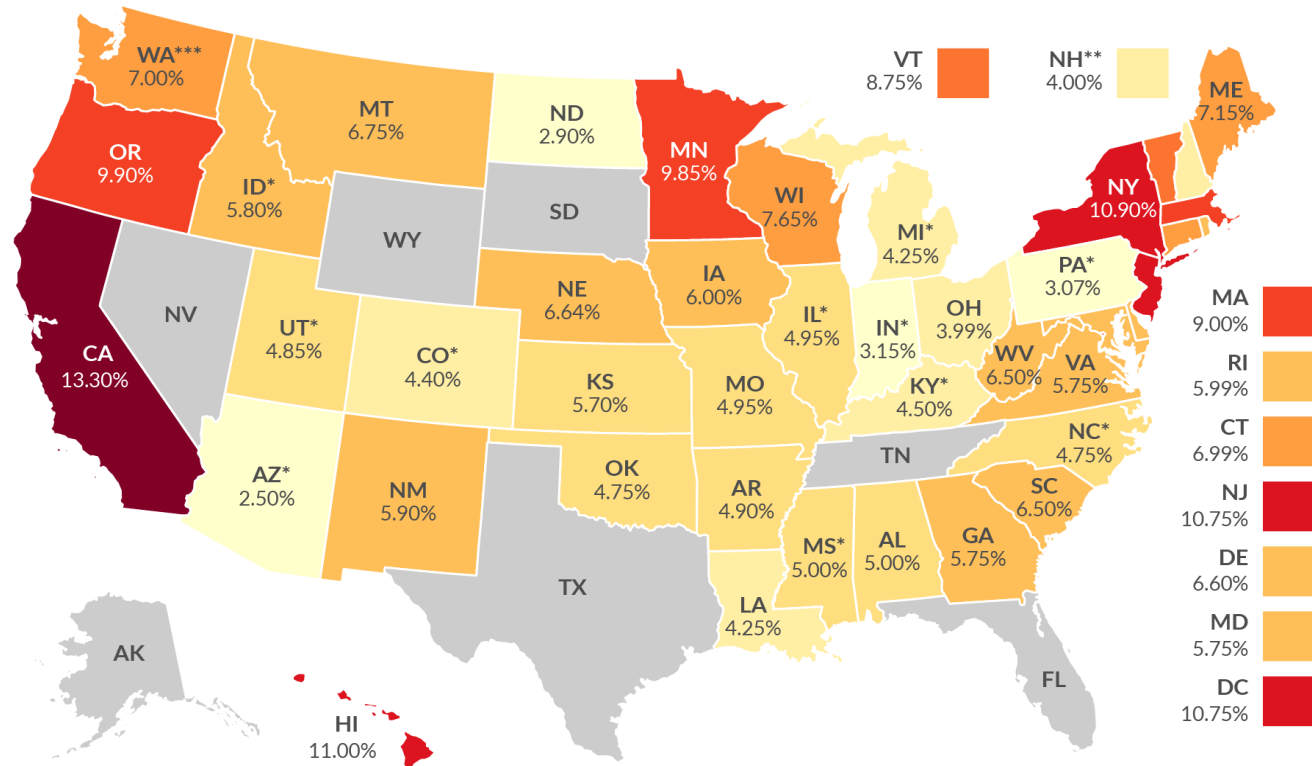 WA***
7.00%
VT
8.75%
NH**
4.00%
ME
7.15%
MT
6.75%
ND
2.90%
MN
9.85%
OR
9.90%
ID*
5.80%
WI
7.65%
NY
10.90%
SD
WY
MI*
4.25%
PA*
3.07%
IA
6.00%
NE
6.64%
NV
UT*
4.85%
IL*
4.95%
IN*
3.15%
OH
3.99%
MA
9.00%
CA
13.30%
CO*
4.40%
WV
6.50%
VA
5.75%
RI
5.99%
KS
5.70%
MO
4.95%
KY*
4.50%
CT
6.99%
NC*
4.75%
TN
AZ*
2.50%
NM
5.90%
OK
4.75%
AR
4.90%
SC
6.50%
NJ
10.75%
MS*
5.00%
AL
5.00%
GA
5.75%
DE
6.60%
TX
LA
4.25%
MD
5.75%
AK
FL
DC
10.75%
HI
11.00%